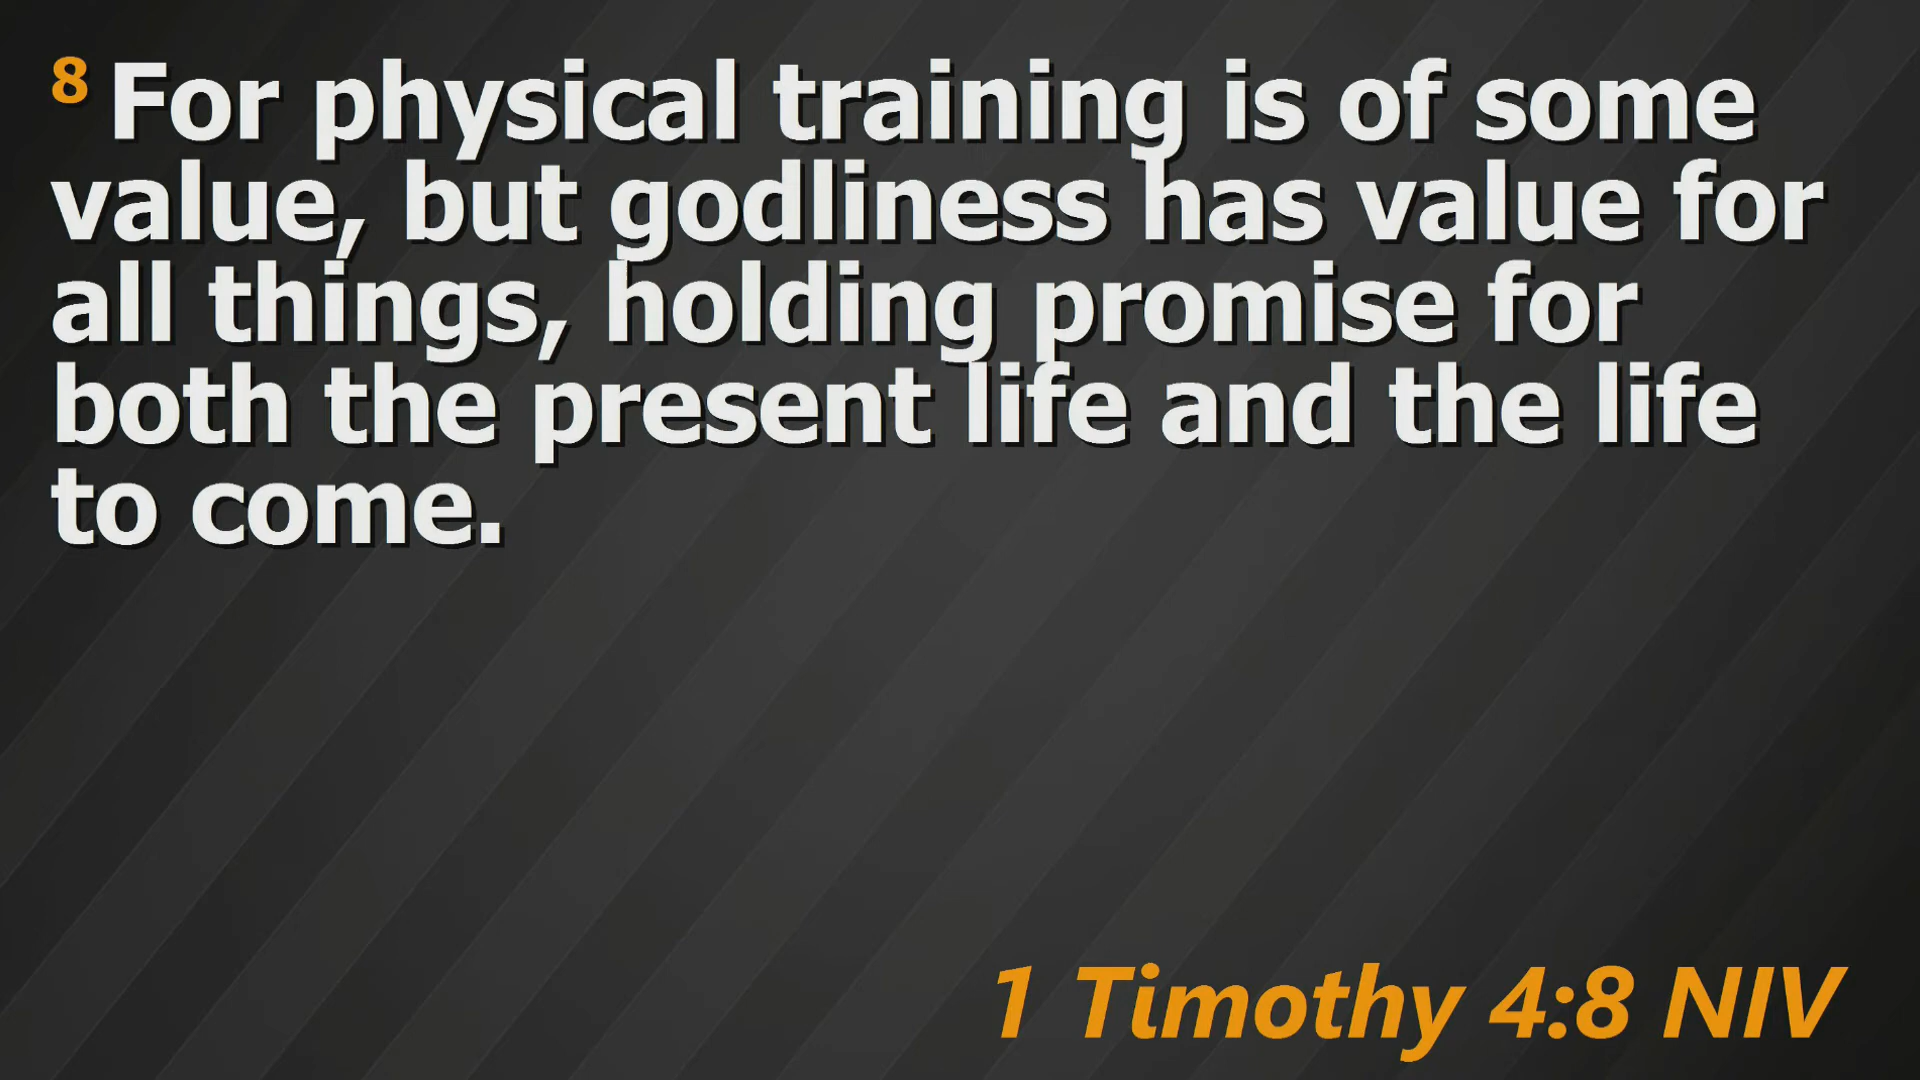 8 For physical training is of some
value, but godliness has value for
all things, holding promise for
both the present life and the life
to come.
1 Timothy 4:8 NIV